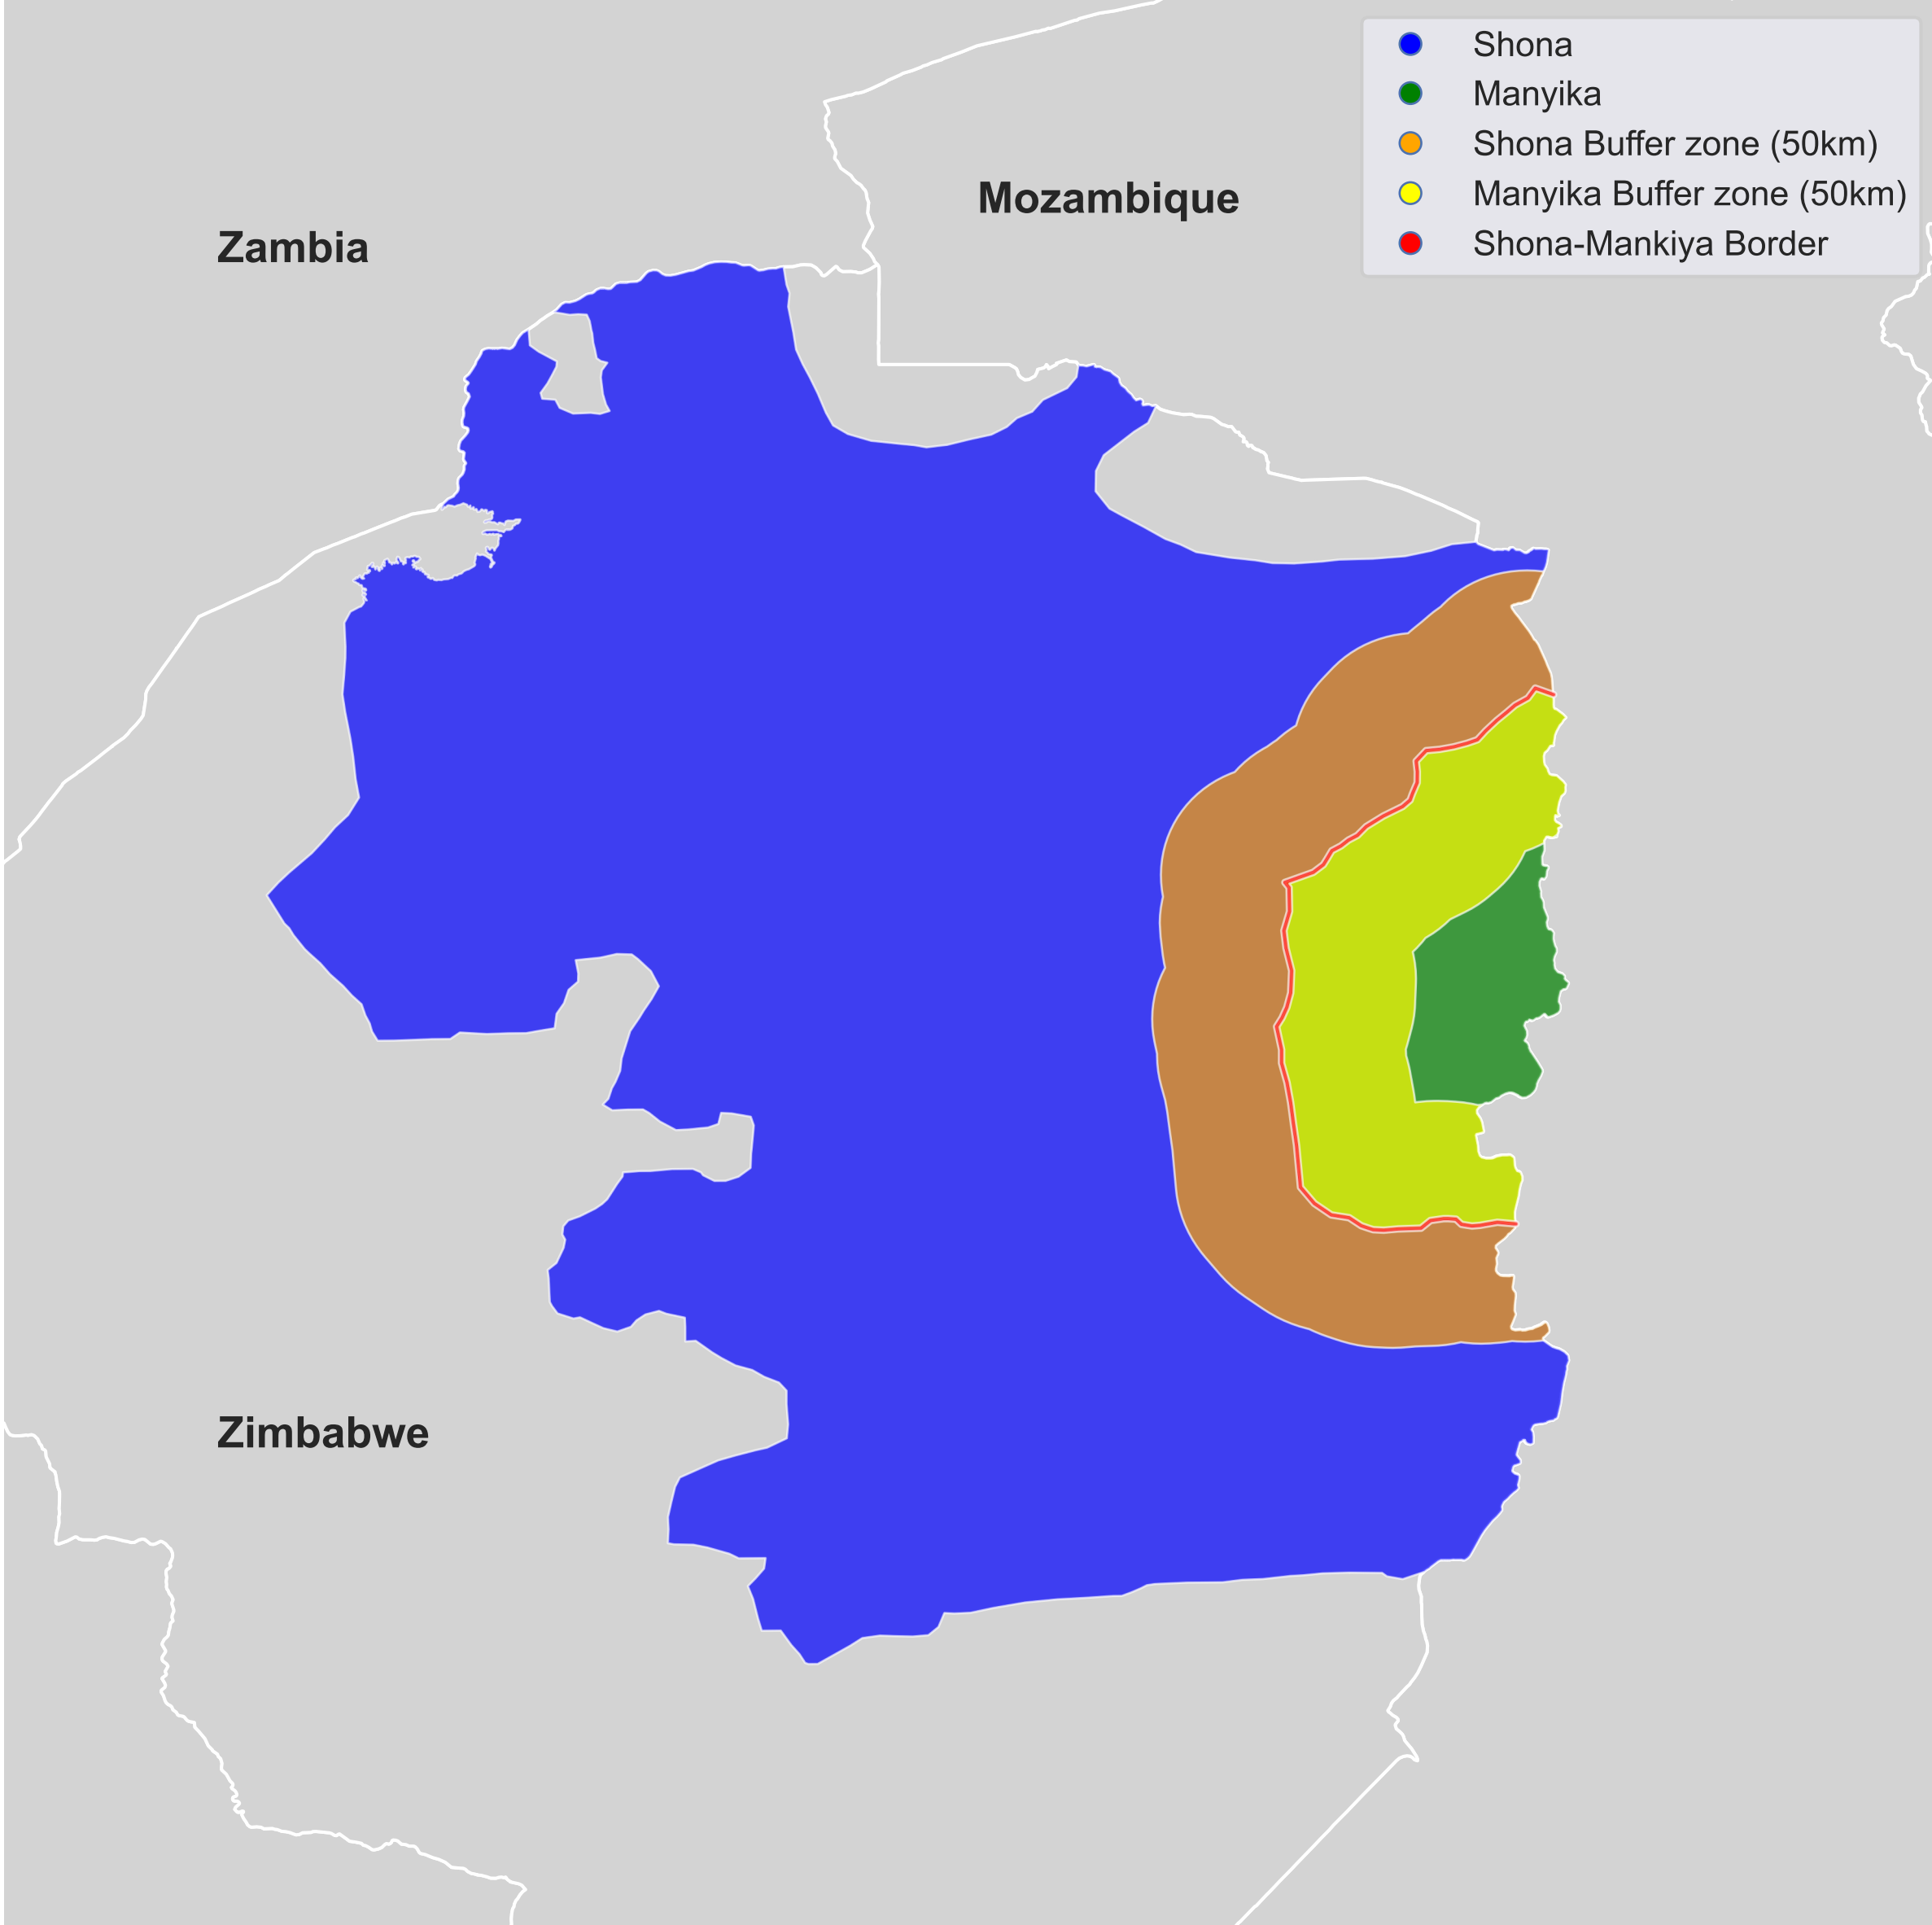 Shona
Manyika
Shona Buffer zone (50km)
Manyika Buffer zone (50km)
Shona-Mankiya Border
Mozambique
Zambia
Zimbabwe